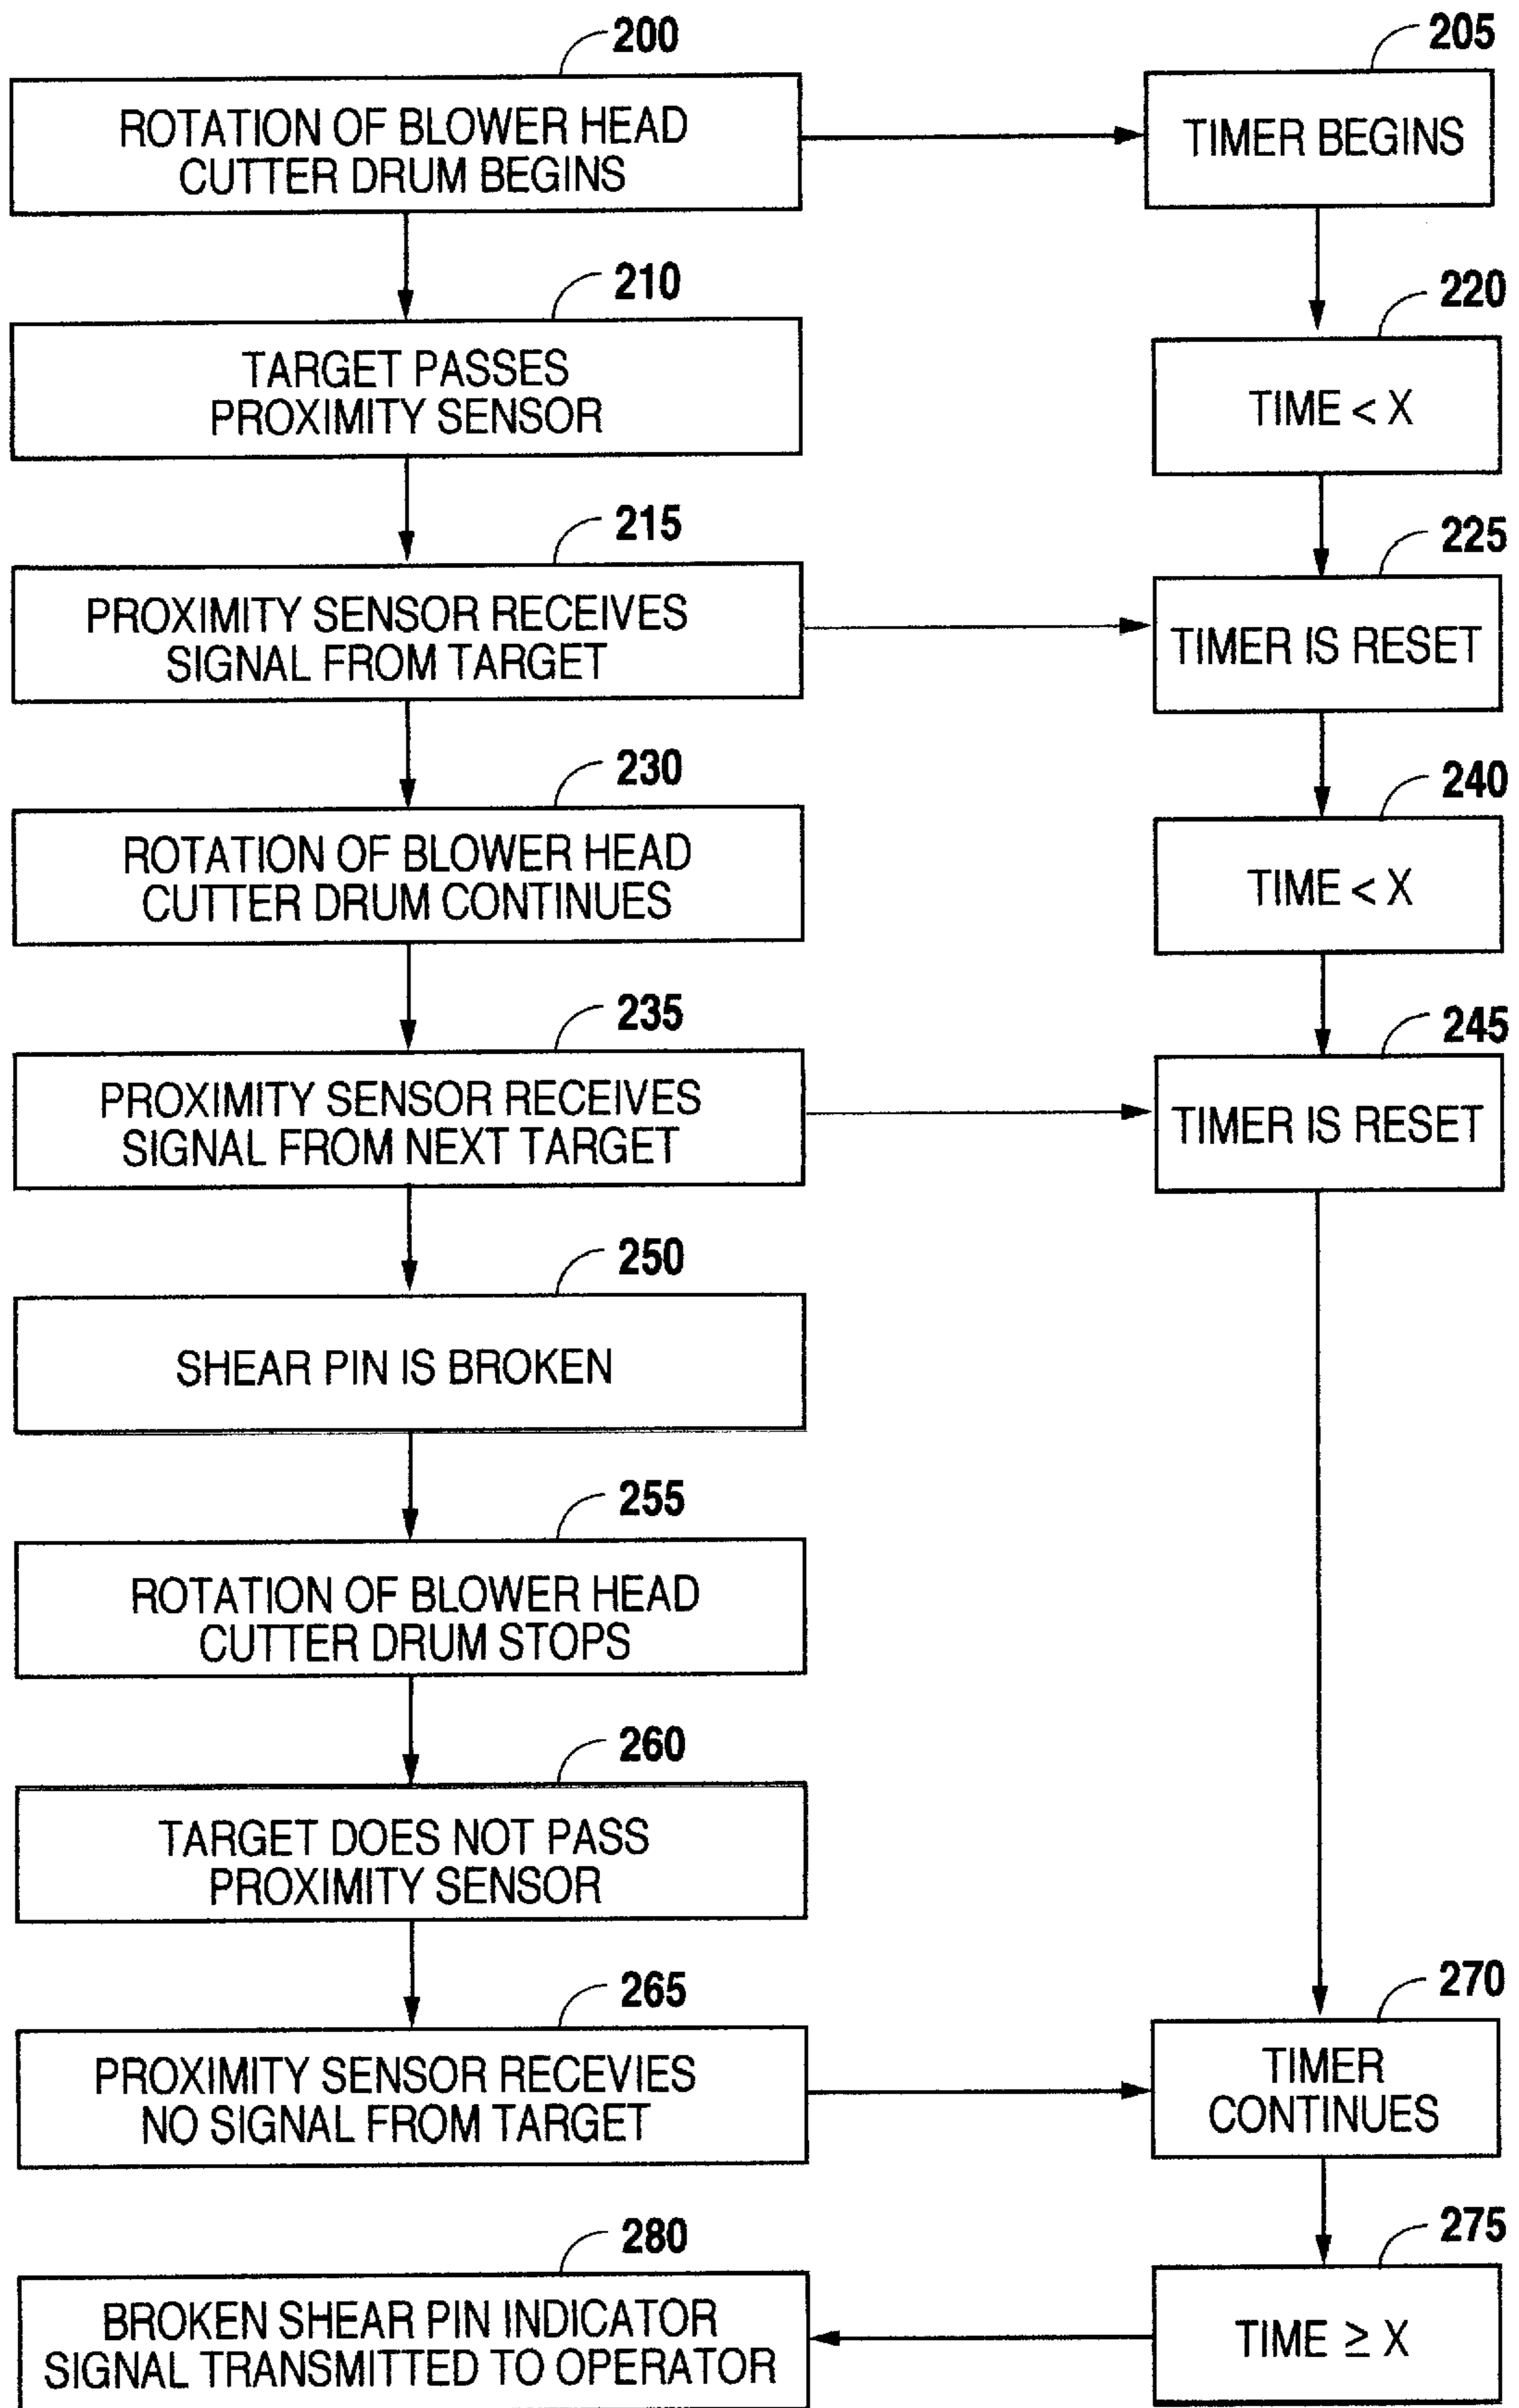 200
ROTATION OF BLOWER HEAD
CUTTER DRUM BEGINS
205
TIMER BEGINS
210
TARGET PASSES
PROXIMITY SENSOR
220
TIME < X
215
PROXIMITY SENSOR RECEIVES
SIGNAL FROM TARGET
225
TIMER IS RESET
230
ROTATION OF BLOWER HEAD
CUTTER DRUM CONTINUES
240
TIME < X
235
PROXIMITY SENSOR RECEIVES
SIGNAL FROM NEXT TARGET
245
TIMER IS RESET
250
SHEAR PIN IS BROKEN
255
ROTATION OF BLOWER HEAD
CUTTER DRUM STOPS
260
TARGET DOES NOT PASS
PROXIMITY SENSOR
265
PROXIMITY SENSOR RECEVIES
NO SIGNAL FROM TARGET
270
TIMER
CONTINUES
275
TIME ≥ X
280
BROKEN SHEAR PIN INDICATOR
SIGNAL TRANSMITTED TO OPERATOR